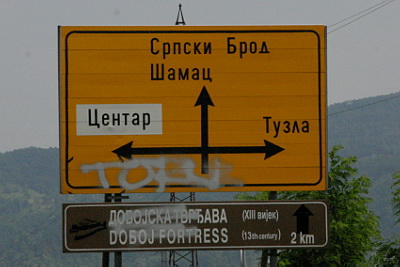 Српски Брод
Шамац
Центар
Тузла
ДОБОЈСКА ТВРЂАВА (XIII вијек)
DOBOJ FORTRESS (13th century) 2 km